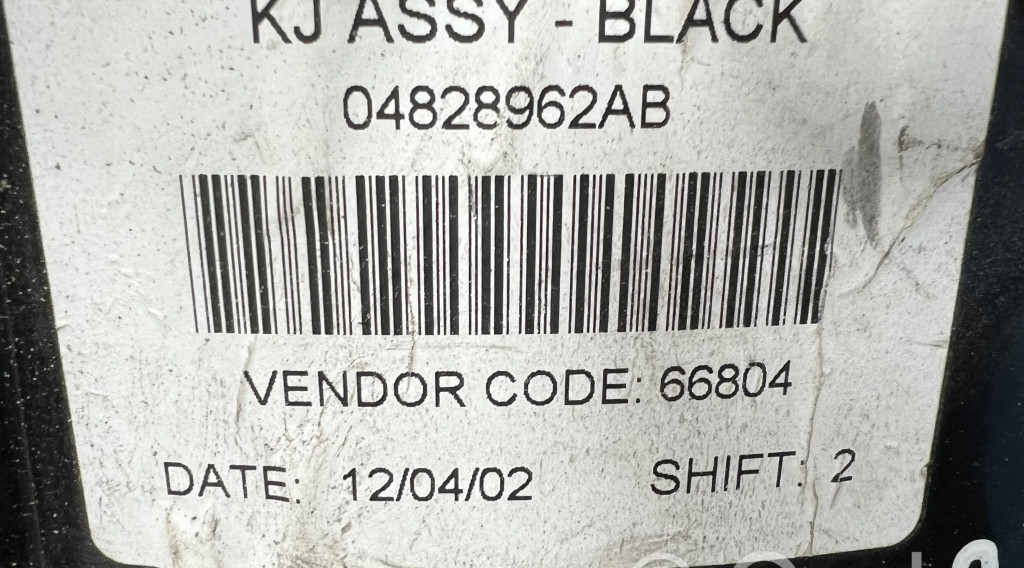 KJ ASSY - BLACK
04828962AB
VENDOR CODE: 66804
DATE: 12/04/02 SHIFT: 2